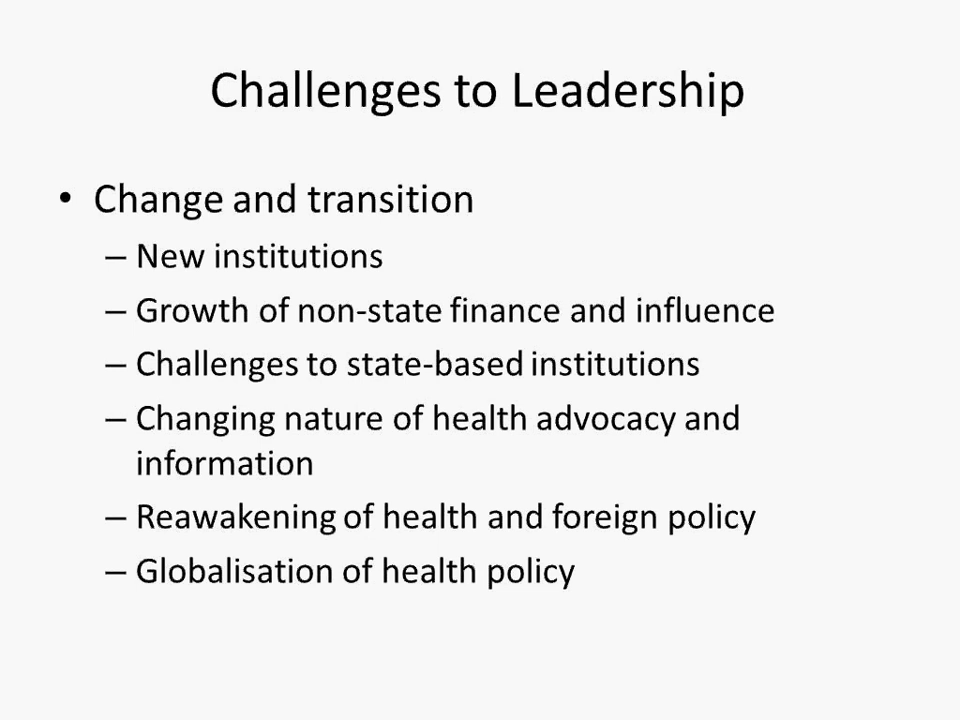 Challenges to Leadership
• Change and transition
– New institutions
– Growth of non-state finance and influence
– Challenges to state-based institutions
– Changing nature of health advocacy and
information
– Reawakening of health and foreign policy
– Globalisation of health policy